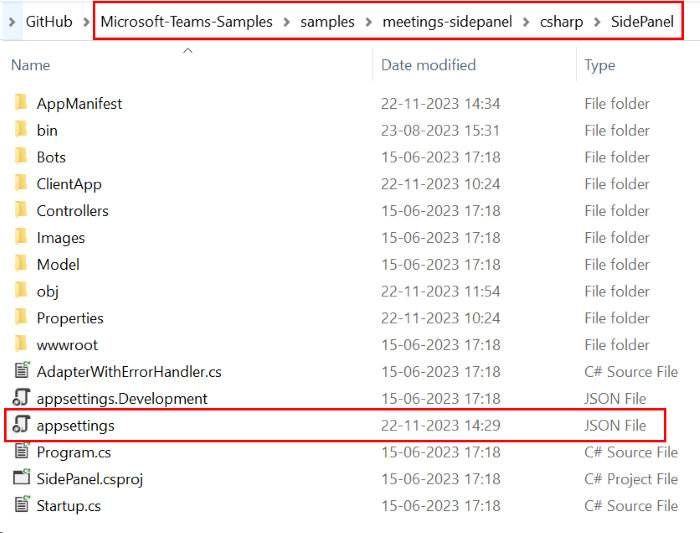 GitHub > Microsoft-Teams-Samples > samples > meetings-sidepanel > csharp > SidePanel
Name Date modified Type
AppManifest 22-11-2023 14:34 File folder
bin 23-08-2023 15:31 File folder
Bots 15-06-2023 17:18 File folder
ClientApp 22-11-2023 10:24 File folder
Controllers 15-06-2023 17:18 File folder
Images 15-06-2023 17:18 File folder
Model 15-06-2023 17:18 File folder
obj 22-11-2023 11:54 File folder
Properties 22-11-2023 10:24 File folder
wwwroot 15-06-2023 17:18 File folder
AdapterWithErrorHandler.cs 15-06-2023 17:18 C# Source File
appsettings.Development 15-06-2023 17:18 JSON File
appsettings 22-11-2023 14:29 JSON File
Program.cs 15-06-2023 17:18 C# Source File
SidePanel.csproj 15-06-2023 17:18 C# Project File
Startup.cs 15-06-2023 17:18 C# Source File